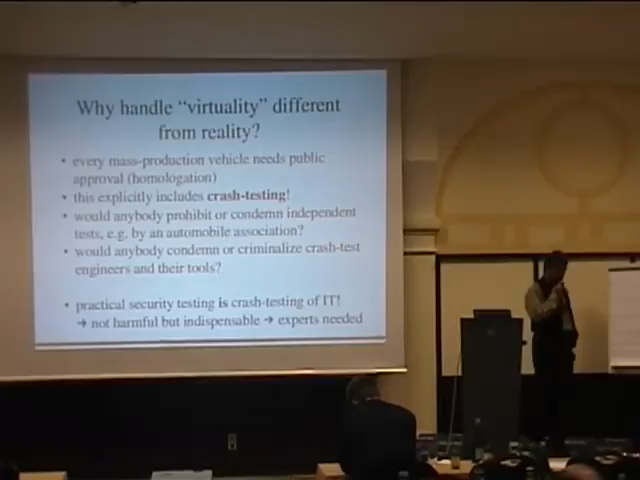 Why handle “virtuality” different
from reality?
• every mass-production vehicle needs public
approval (homologation)
• this explicitly includes crash-testing!
• would anybody prohibit or condemn independent
tests, e.g. by an automobile association?
• would anybody condemn or criminalize crash-test
engineers and their tools?
• practical security testing is crash-testing of IT!
➔ not harmful but indispensable ➔ experts needed